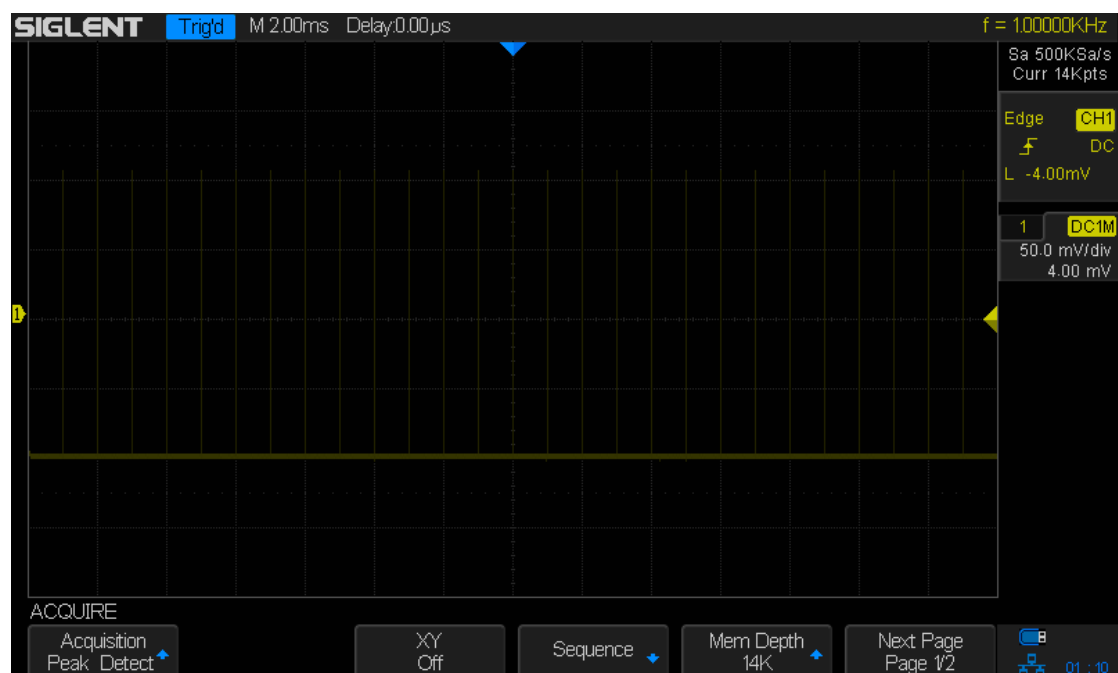 SIGLENT Trig'd M 2.00ms Delay:0.00µs f = 1.00000KHz
Sa 500KSa/s
Curr 14Kpts
Edge CH1
DC
L -4.00mV
1 DC1M
50.0 mV/div
4.00 mV
1
ACQUIRE
Acquisition
Peak Detect
XY
Off
Sequence
Mem Depth
14K
Next Page
Page 1/2
01 : 10